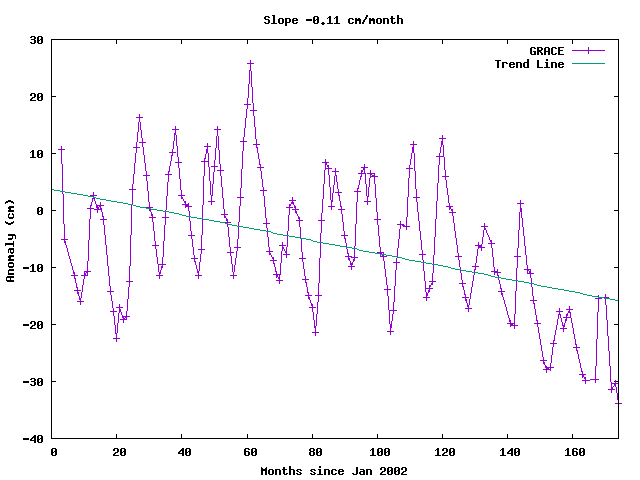 Slope -0.11 cm/month
30
20
10
0
-10
-20
-30
-40
Anomaly (cm)
GRACE
Trend Line
0 20 40 60 80 100 120 140 160
Months since Jan 2002